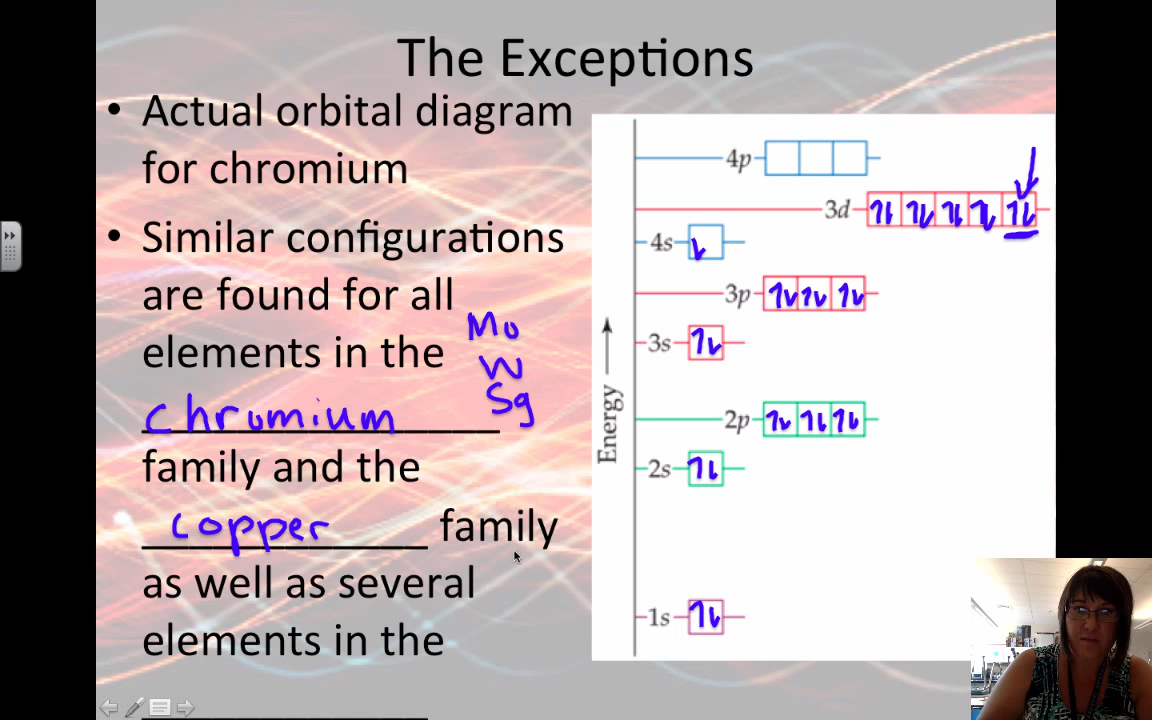 The Exceptions
• Actual orbital diagram
for chromium
• Similar configurations
are found for all
elements in the
Mo
W
Sg
chromium
family and the
copper family
as well as several
elements in the
4p
3d
4s
3p
3s
2p
2s
1s
Energy